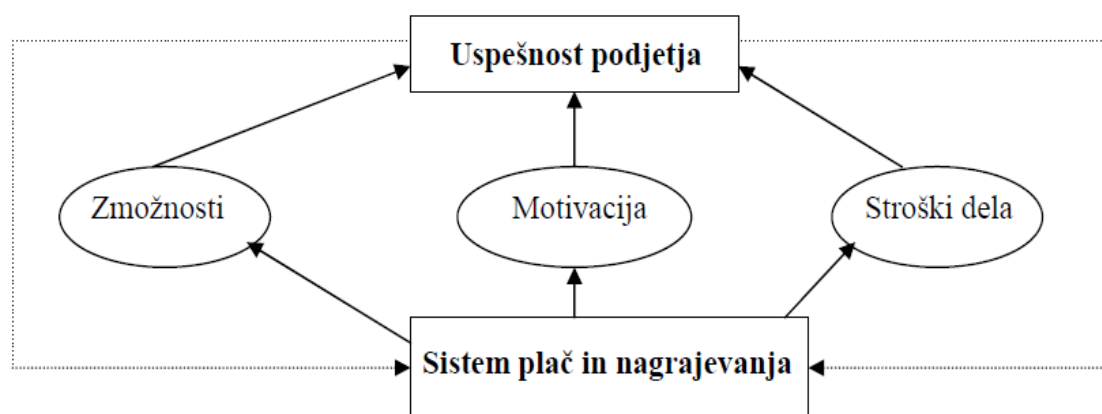 Uspešnost podjetja
Zmožnosti
Motivacija
Stroški dela
Sistem plač in nagrajevanja